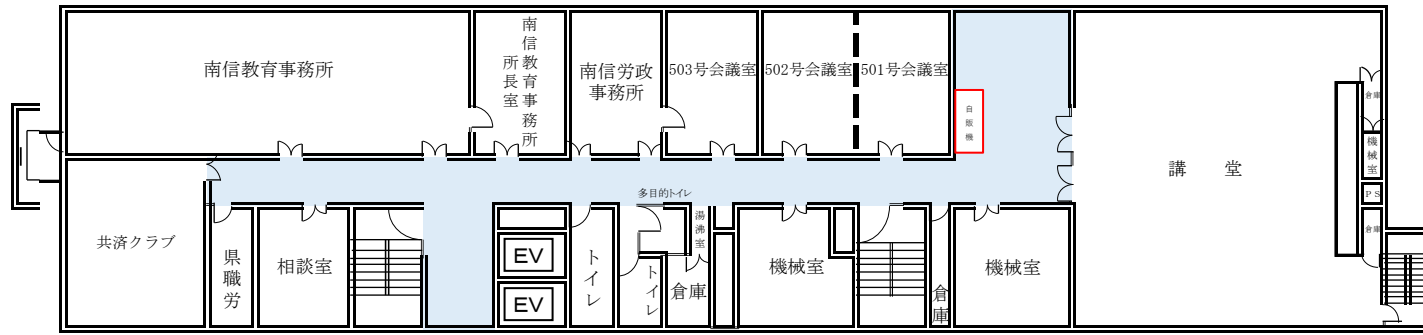 南信教育事務所
南信教育事務所
所長室
南信労政
事務所
503号会議室
502号会議室
501号会議室
自販機
講　堂
倉庫
機械室
PS
倉庫
多目的トイレ
共済クラブ
県職労
相談室
EV
EV
トイレ
トイレ
湯沸室
倉庫
機械室
倉庫
機械室